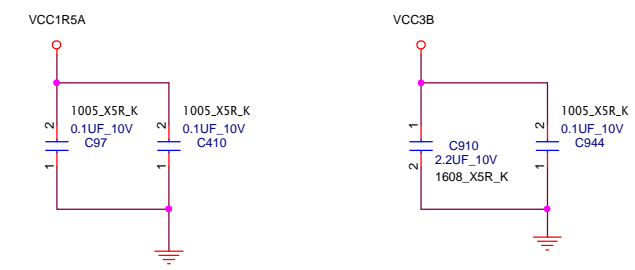 VCC1R5A
VCC3B
1005_X5R_K
1005_X5R_K
1005_X5R_K
2
0.1UF_10V
2
0.1UF_10V
1
2
0.1UF_10V
C97
C410
C910
C944
2.2UF_10V
1
1
2
1608_X5R_K
1